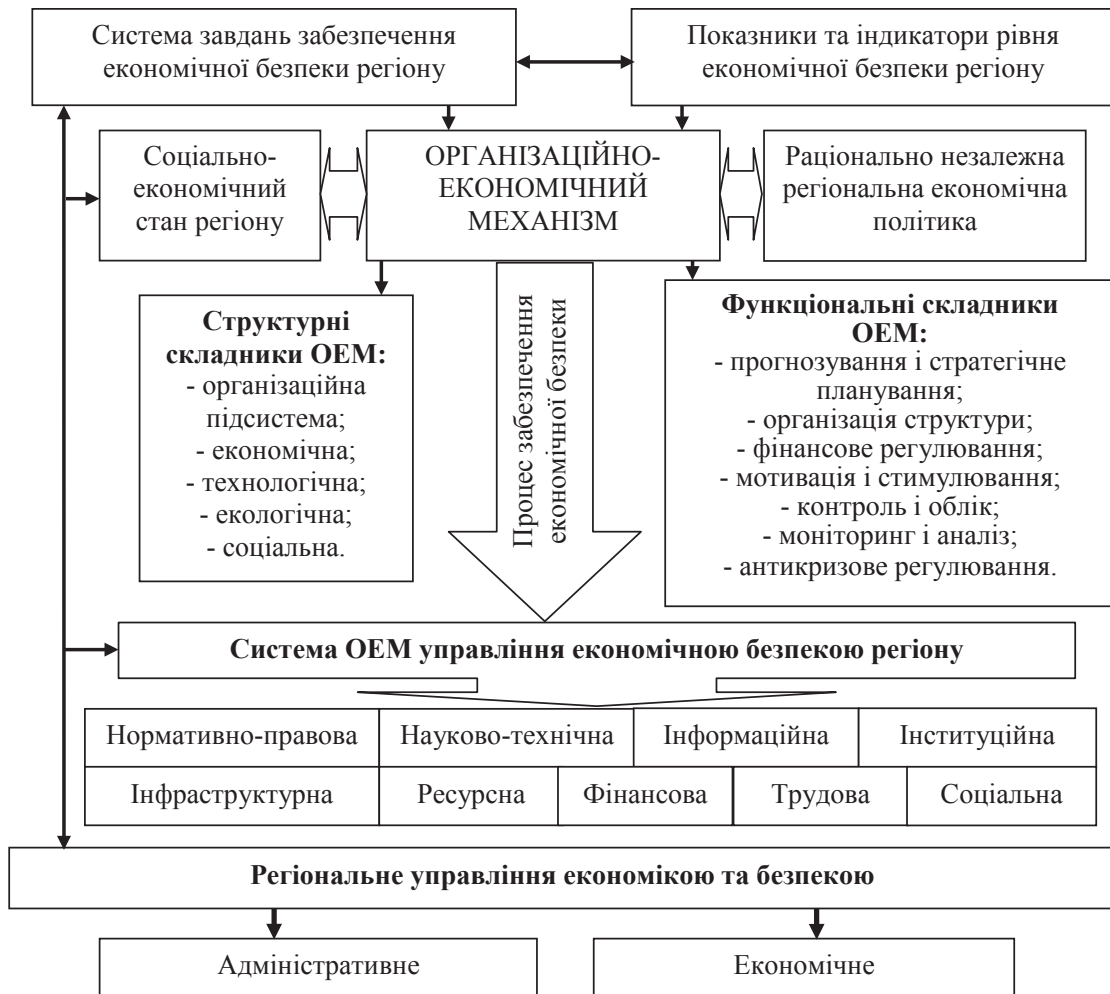 Система завдань забезпечення
економічної безпеки регіону
Показники та індикатори рівня
економічної безпеки регіону
Соціально-
економічний
стан регіону
ОРГАНІЗАЦІЙНО-
ЕКОНОМІЧНИЙ
МЕХАНІЗМ
Раціонально незалежна
регіональна економічна
політика
Структурні
складники ОЕМ:
- організаційна
підсистема;
- економічна;
- технологічна;
- екологічна;
- соціальна.
Процес забезпечення
економічної безпеки
Функціональні складники
ОЕМ:
- прогнозування і стратегічне
планування;
- організація структури;
- фінансове регулювання;
- мотивація і стимулювання;
- контроль і облік;
- моніторинг і аналіз;
- антикризове регулювання.
Система ОЕМ управління економічною безпекою регіону
Нормативно-правова
Науково-технічна
Інформаційна
Інституційна
Інфраструктурна
Ресурсна
Фінансова
Трудова
Соціальна
Регіональне управління економікою та безпекою
Адміністративне
Економічне